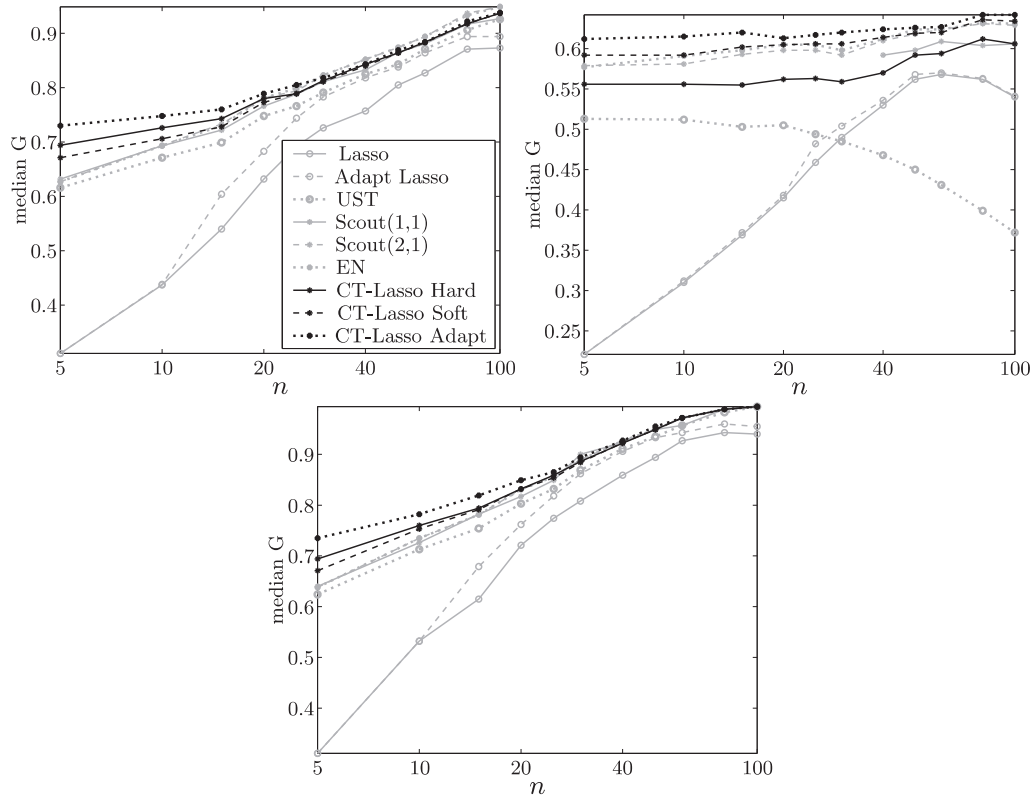 median G
0.9
0.8
0.7
0.6
0.5
0.4
5
10
20
40
100
n
Lasso
Adapt Lasso
UST
Scout(1,1)
Scout(2,1)
EN
CT-Lasso Hard
CT-Lasso Soft
CT-Lasso Adapt
median G
0.6
0.55
0.5
0.45
0.4
0.35
0.3
0.25
5
10
20
40
100
n
median G
0.9
0.8
0.7
0.6
0.5
0.4
5
10
20
40
100
n